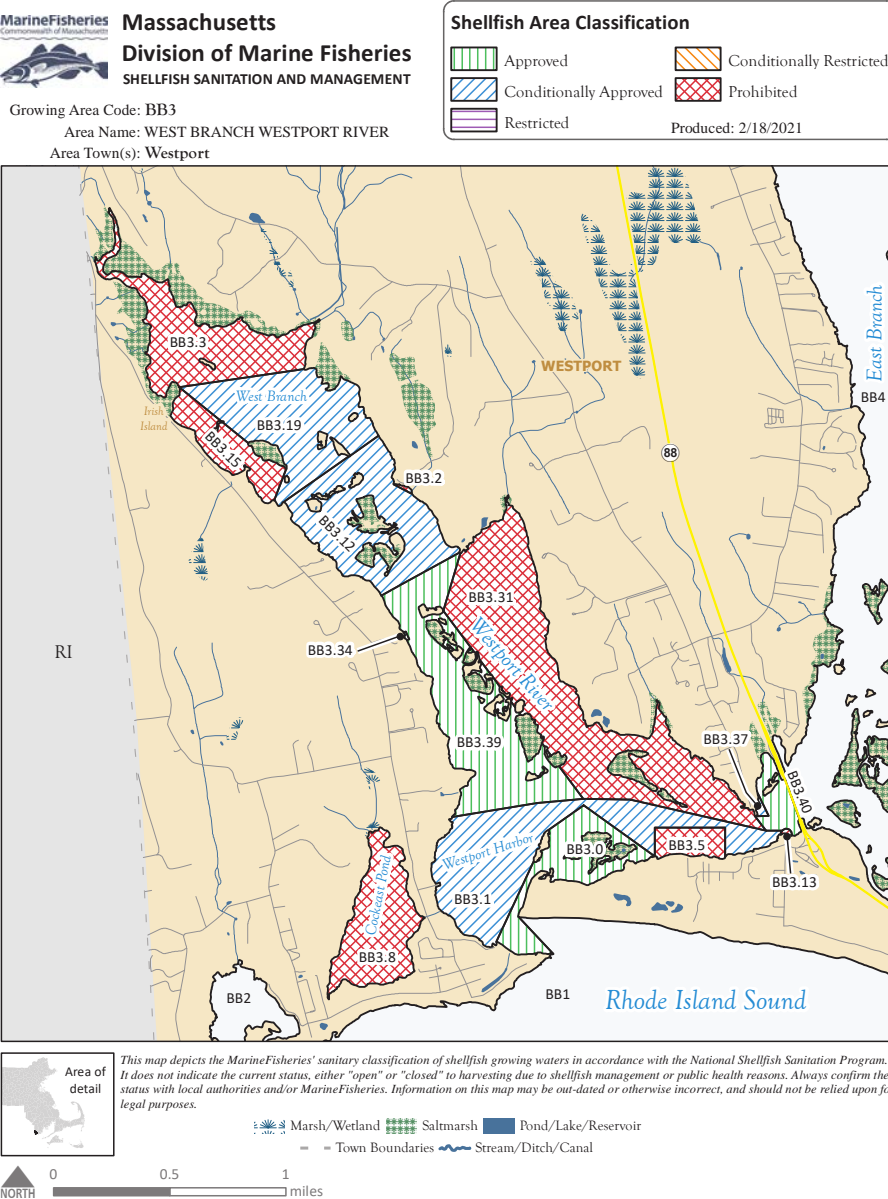 MarineFisheries
Commonwealth of Massachusetts
Massachusetts
Division of Marine Fisheries
SHELLFISH SANITATION AND MANAGEMENT
Growing Area Code: BB3
Area Name: WEST BRANCH WESTPORT RIVER
Area Town(s): Westport
Shellfish Area Classification
Approved
Conditionally Approved
Restricted
Conditionally Restricted
Prohibited
Produced: 2/18/2021
BB3.3
WESTPORT
East Branch
West Branch
BB4
Irish
Island
BB3.19
BB3.15
88
BB3.2
BB3.12
BB3.31
Westport River
BB3.34
RI
BB3.39
BB3.37
BB3.40
Westport Harbor
BB3.0
BB3.5
BB3.13
Cockeast Pond
BB3.1
BB3.8
BB2
BB1
Rhode Island Sound
Area of
detail
This map depicts the MarineFisheries' sanitary classification of shellfish growing waters in accordance with the National Shellfish Sanitation Program.
It does not indicate the current status, either "open" or "closed" to harvesting due to shellfish management or public health reasons. Always confirm the
status with local authorities and/or MarineFisheries. Information on this map may be out-dated or otherwise incorrect, and should not be relied upon fo
legal purposes.
Marsh/Wetland Saltmarsh Pond/Lake/Reservoir
Town Boundaries Stream/Ditch/Canal
NORTH
0 0.5 1
miles